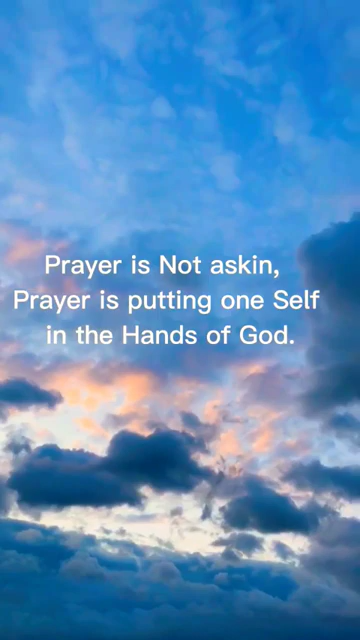 Prayer is Not askin,
Prayer is putting one Self
in the Hands of God.